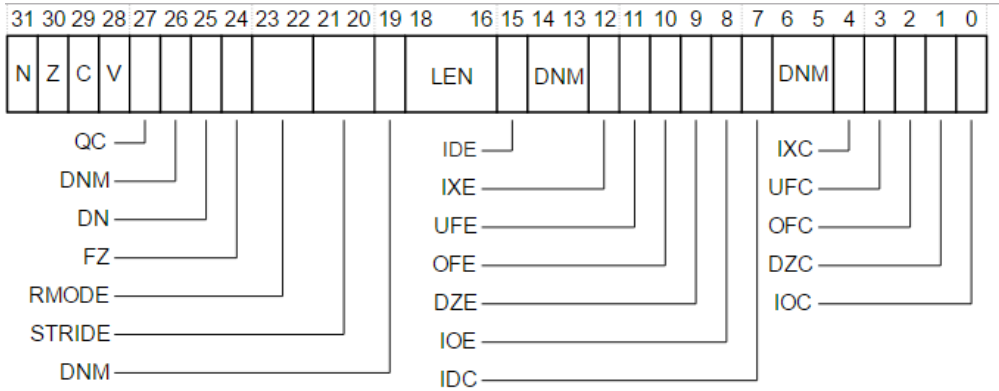 31 30 29 28 27 26 25 24 23 22 21 20 19 18 16 15 14 13 12 11 10 9 8 7 6 5 4 3 2 1 0
N Z C V LEN DNM DNM
QC IDE IXC
DNM IXE UFC
DN UFE OFC
FZ OFE DZC
RMODE DZE IOC
STRIDE IOE
DNM IDC